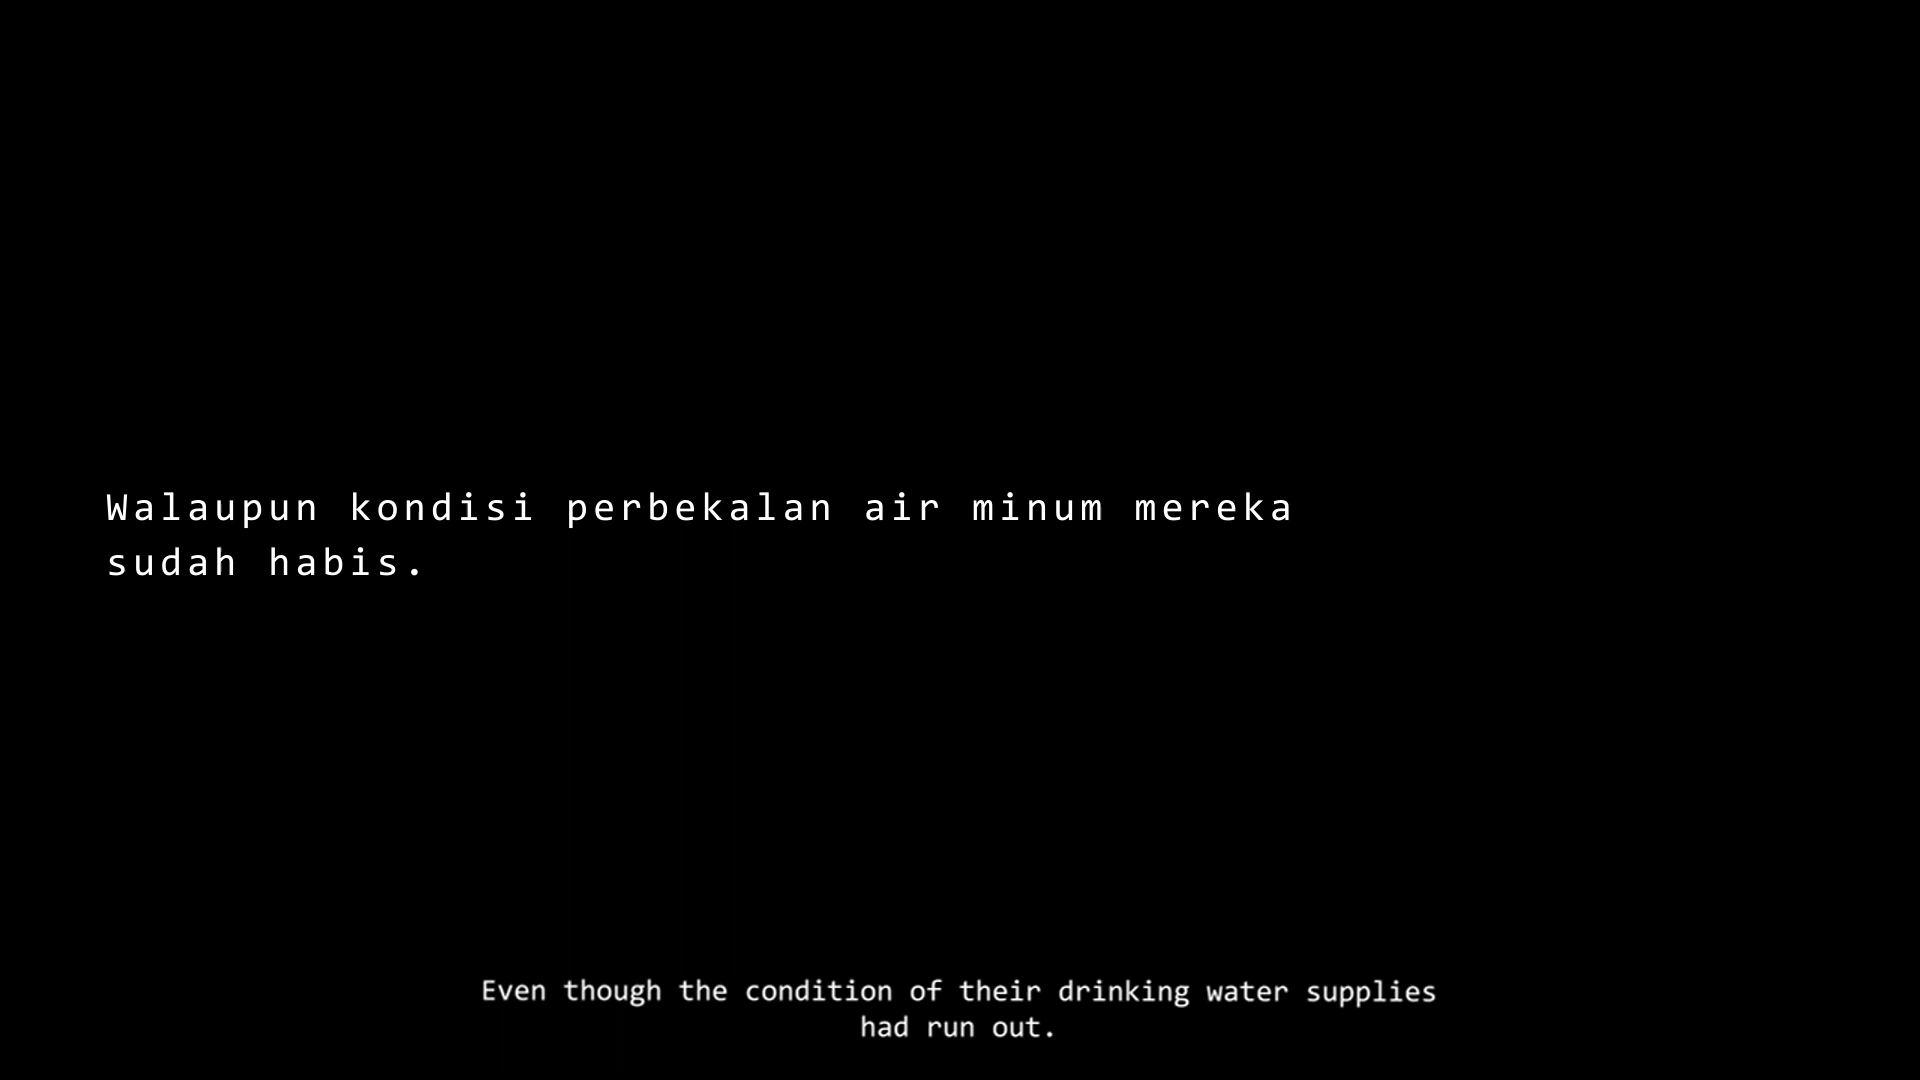 Walaupun kondisi perbekalan air minum mereka
sudah habis.
Even though the condition of their drinking water supplies
had run out.